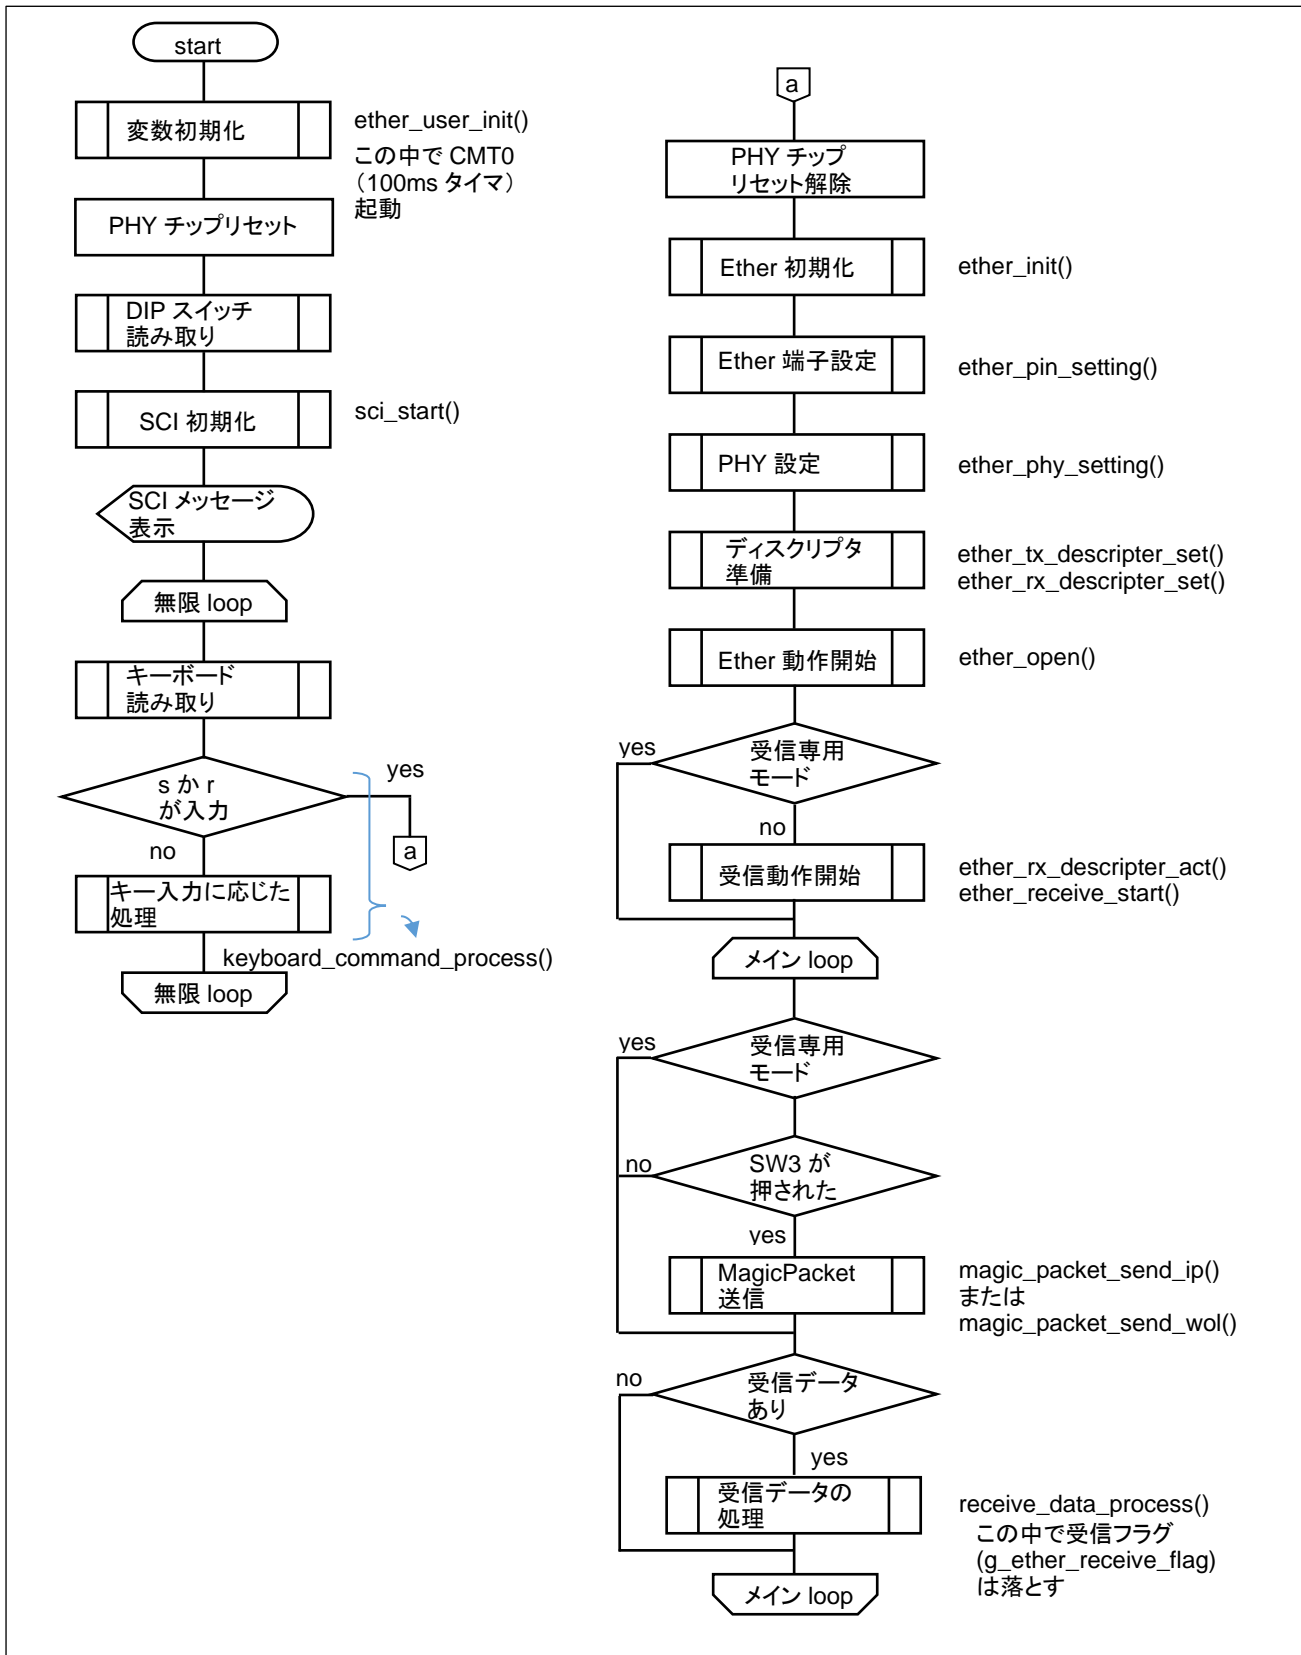 start
変数初期化
ether_user_init()
この中で CMT0
（100ms タイマ）
起動
PHY チップリセット
DIP スイッチ
読み取り
SCI 初期化
sci_start()
SCI メッセージ
表示
無限 loop
キーボード
読み取り
s か r
が入力
yes
a
no
キー入力に応じた
処理
keyboard_command_process()
無限 loop
a
PHY チップ
リセット解除
Ether 初期化
ether_init()
Ether 端子設定
ether_pin_setting()
PHY 設定
ether_phy_setting()
ディスクリプタ
準備
ether_tx_descripter_set()
ether_rx_descripter_set()
Ether 動作開始
ether_open()
yes
受信専用
モード
no
受信動作開始
ether_rx_descripter_act()
ether_receive_start()
メイン loop
yes
受信専用
モード
no
SW3 が
押された
yes
MagicPacket
送信
magic_packet_send_ip()
または
magic_packet_send_wol()
no
受信データ
あり
yes
受信データの
処理
receive_data_process()
この中で受信フラグ
(g_ether_receive_flag)
は落とす
メイン loop